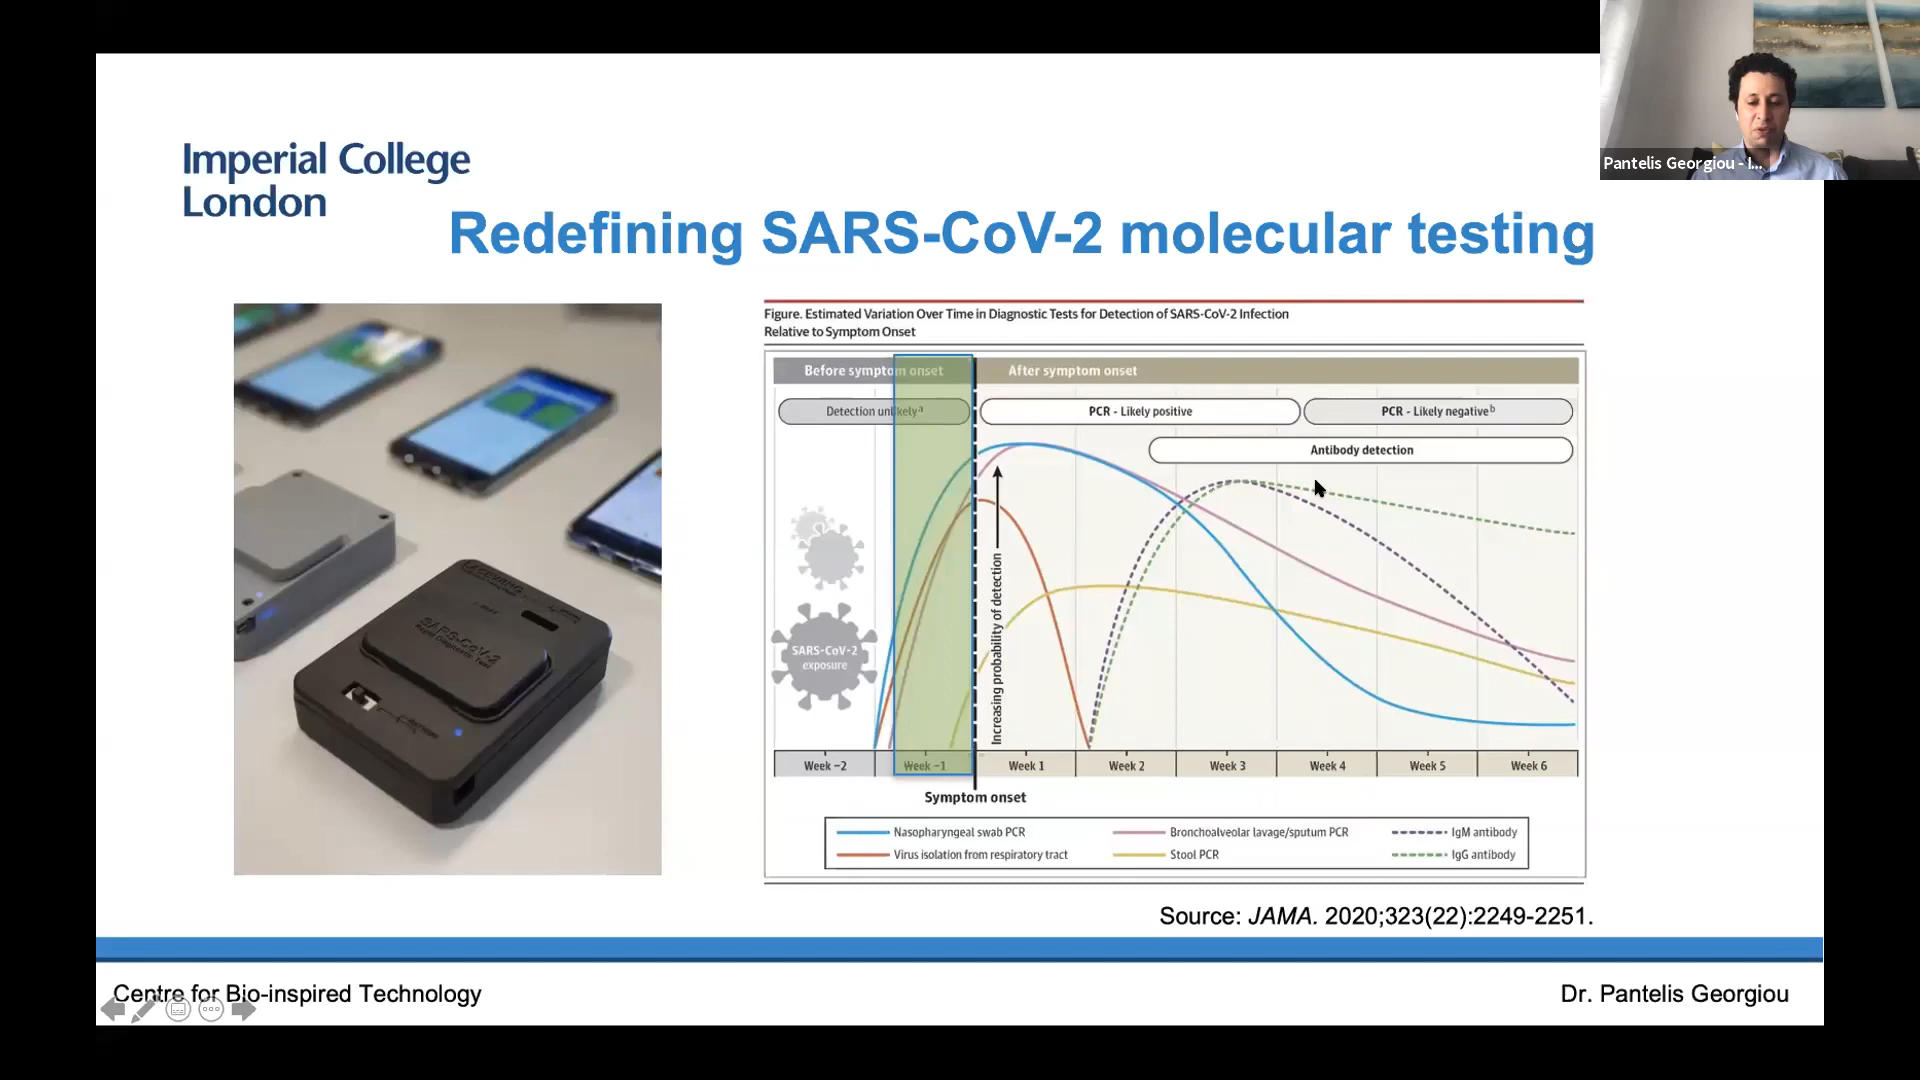 Pantelis Georgiou - I...
Imperial College
London
Redefining SARS-CoV-2 molecular testing
SARS-CoV-2
Rapid Diagnostic Test
Figure. Estimated Variation Over Time in Diagnostic Tests for Detection of SARS-CoV-2 Infection
Relative to Symptom Onset
Before symptom onset
After symptom onset
Detection unlikelyᵃ
PCR - Likely positive
PCR - Likely negativeᵇ
Antibody detection
SARS-CoV-2
exposure
Increasing probability of detection
Week −2
Week −1
Week 1
Week 2
Week 3
Week 4
Week 5
Week 6
Symptom onset
Nasopharyngeal swab PCR
Bronchoalveolar lavage/sputum PCR
IgM antibody
Virus isolation from respiratory tract
Stool PCR
IgG antibody
Source: JAMA. 2020;323(22):2249-2251.
Centre for Bio-inspired Technology
Dr. Pantelis Georgiou